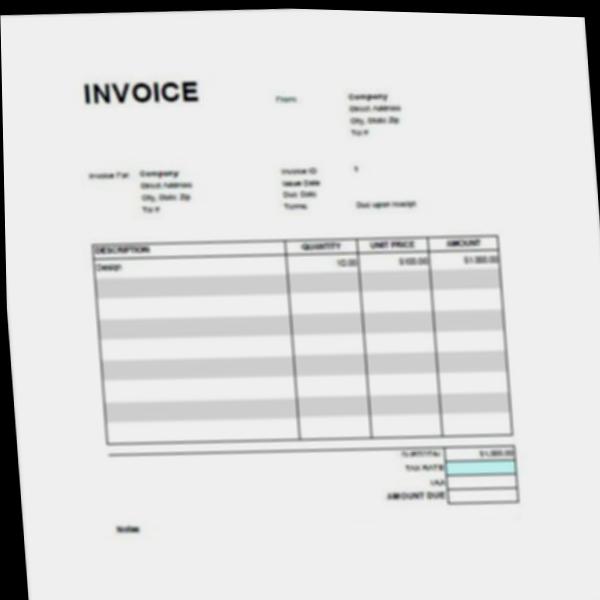 INVOICE
From: Company
Street Address
City, State Zip
Tel #
Invoice For: Company
Street Address
City, State Zip
Tel #
Invoice ID 1
Issue Date
Due Date
Terms Due upon receipt
DESCRIPTION QUANTITY UNIT PRICE AMOUNT
Design 10.00 $100.00 $1,000.00
SUBTOTAL $1,000.00
TAX RATE
TAX
AMOUNT DUE
Notes